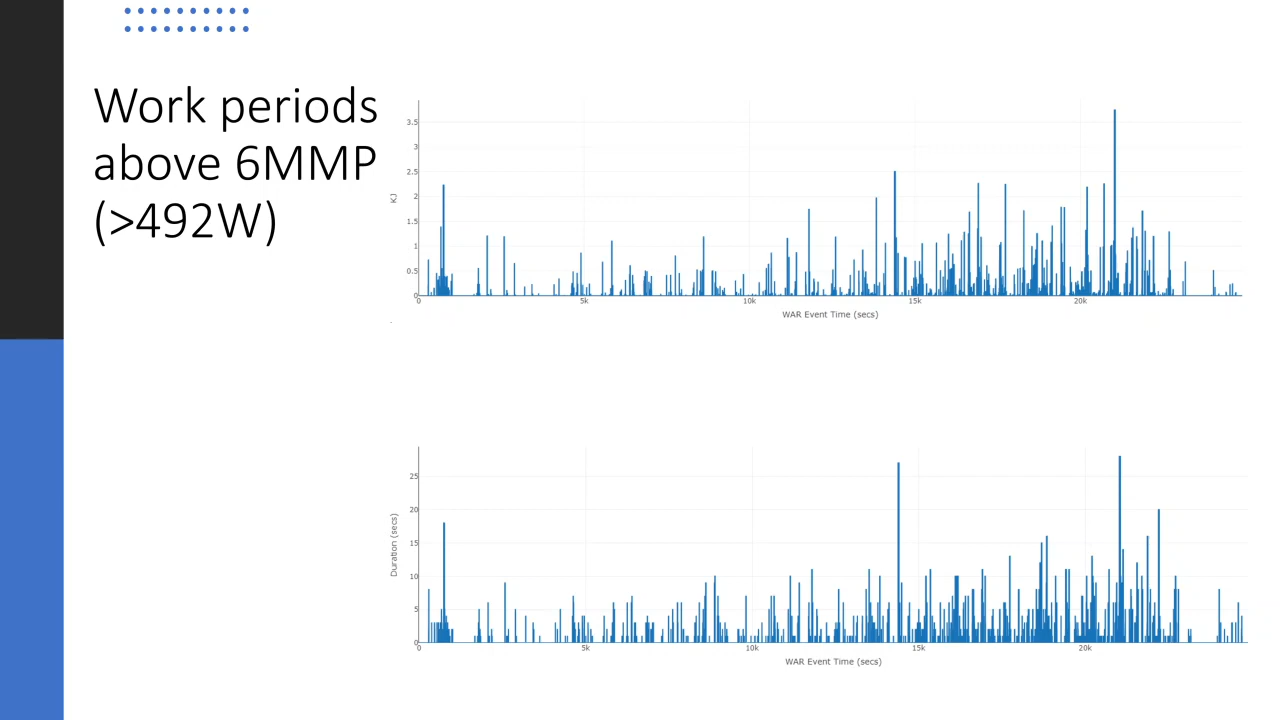 Work periods
above 6MMP
(>492W)
3.5
3
2.5
2
1.5
1
0.5
0
KJ
0
5k
10k
15k
20k
WAR Event Time (secs)
25
20
15
10
5
0
Duration (secs)
0
5k
10k
15k
20k
WAR Event Time (secs)